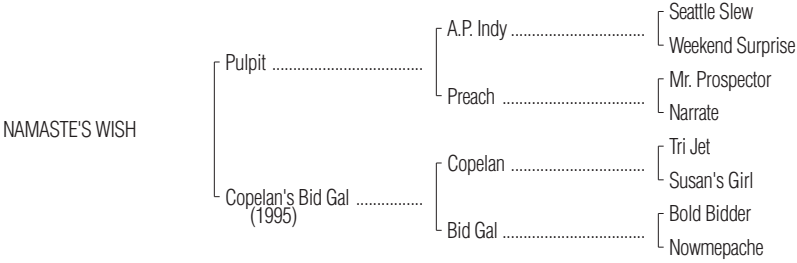 Seattle Slew
A.P. Indy ..................................
Weekend Surprise
Pulpit ......................................
Mr. Prospector
Preach ....................................
Narrate
NAMASTE'S WISH
Tri Jet
Copelan ..................................
Susan's Girl
Copelan's Bid Gal ................
(1995)
Bold Bidder
Bid Gal ....................................
Nowmepache